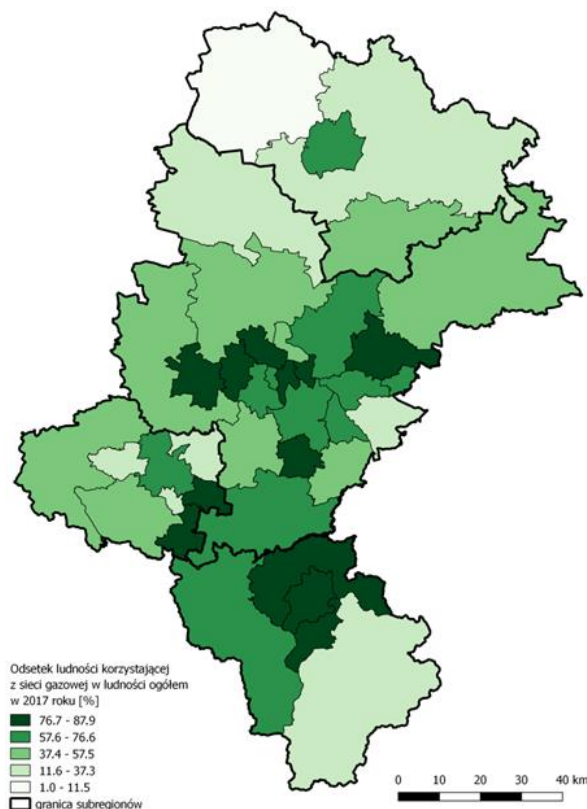 Odsetek ludności korzystającej
z sieci gazowej w ludności ogółem
w 2017 roku [%]
76.7 - 87.9
57.6 - 76.6
37.4 - 57.5
11.6 - 37.3
1.0 - 11.5
granica subregionów
0 10 20 30 40 km